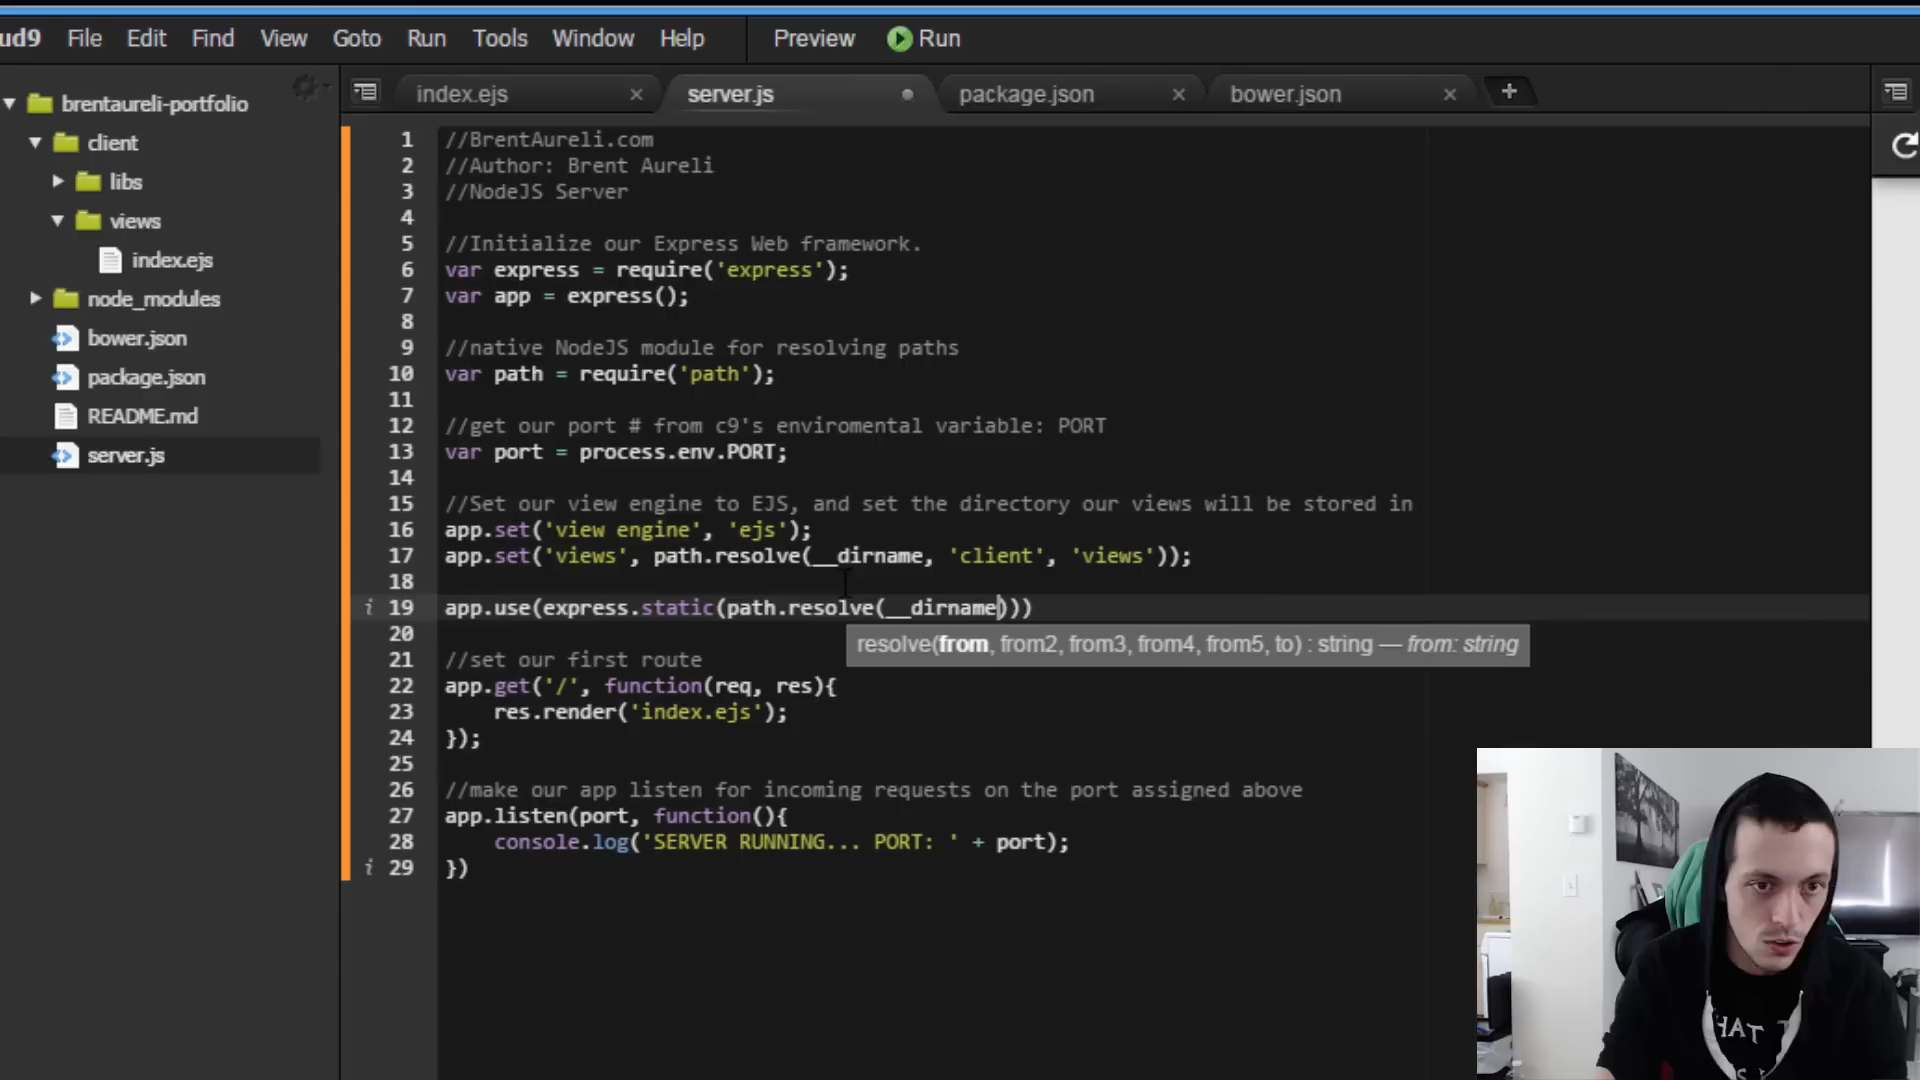 ud9 File Edit Find View Goto Run Tools Window Help Preview Run
brentaureli-portfolio
client
libs
views
index.ejs
node_modules
bower.json
package.json
README.md
server.js
index.ejs server.js package.json bower.json
1 //BrentAureli.com
2 //Author: Brent Aureli
3 //NodeJS Server
4
5 //Initialize our Express Web framework.
6 var express = require('express');
7 var app = express();
8
9 //native NodeJS module for resolving paths
10 var path = require('path');
11
12 //get our port # from c9's enviromental variable: PORT
13 var port = process.env.PORT;
14
15 //Set our view engine to EJS, and set the directory our views will be stored in
16 app.set('view engine', 'ejs');
17 app.set('views', path.resolve(__dirname, 'client', 'views'));
18
i 19 app.use(express.static(path.resolve(__dirname)))
20
resolve(from, from2, from3, from4, from5, to) : string — from: string
21 //set our first route
22 app.get('/', function(req, res){
23 res.render('index.ejs');
24 });
25
26 //make our app listen for incoming requests on the port assigned above
27 app.listen(port, function(){
28 console.log('SERVER RUNNING... PORT: ' + port);
i 29 })